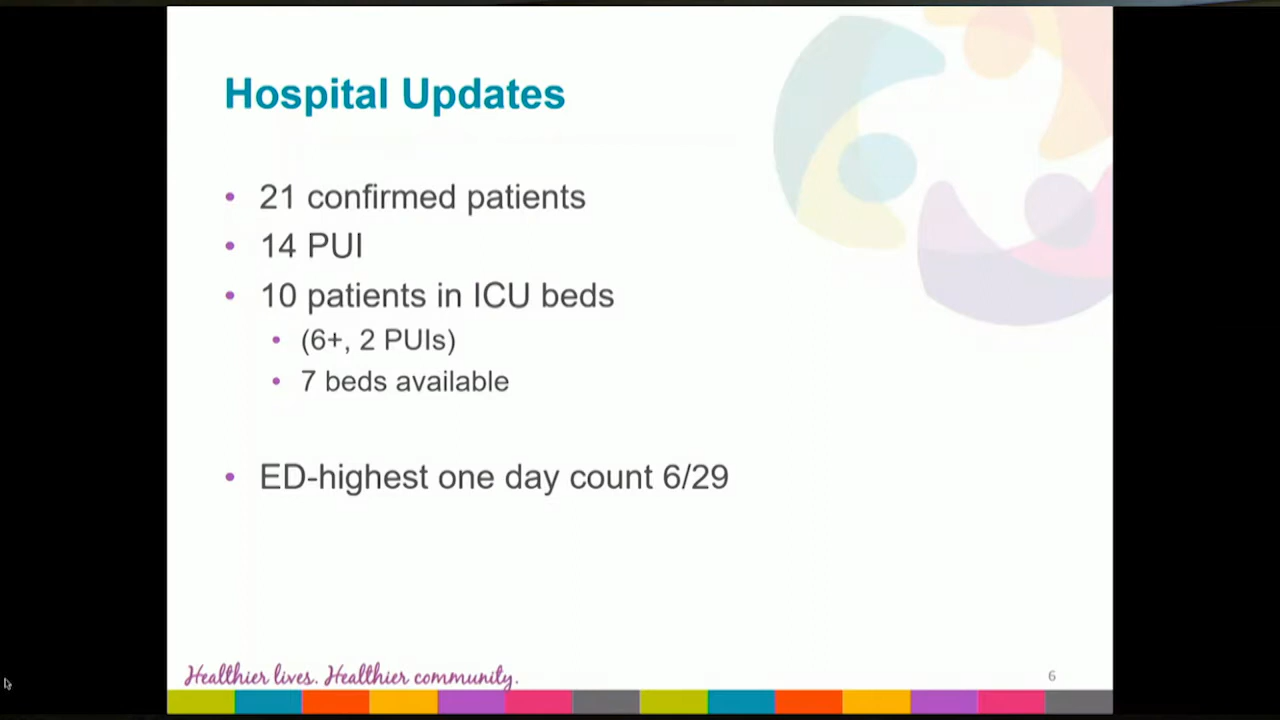 Hospital Updates
• 21 confirmed patients
• 14 PUI
• 10 patients in ICU beds
• (6+, 2 PUIs)
• 7 beds available
• ED-highest one day count 6/29
Healthier lives. Healthier community.
6